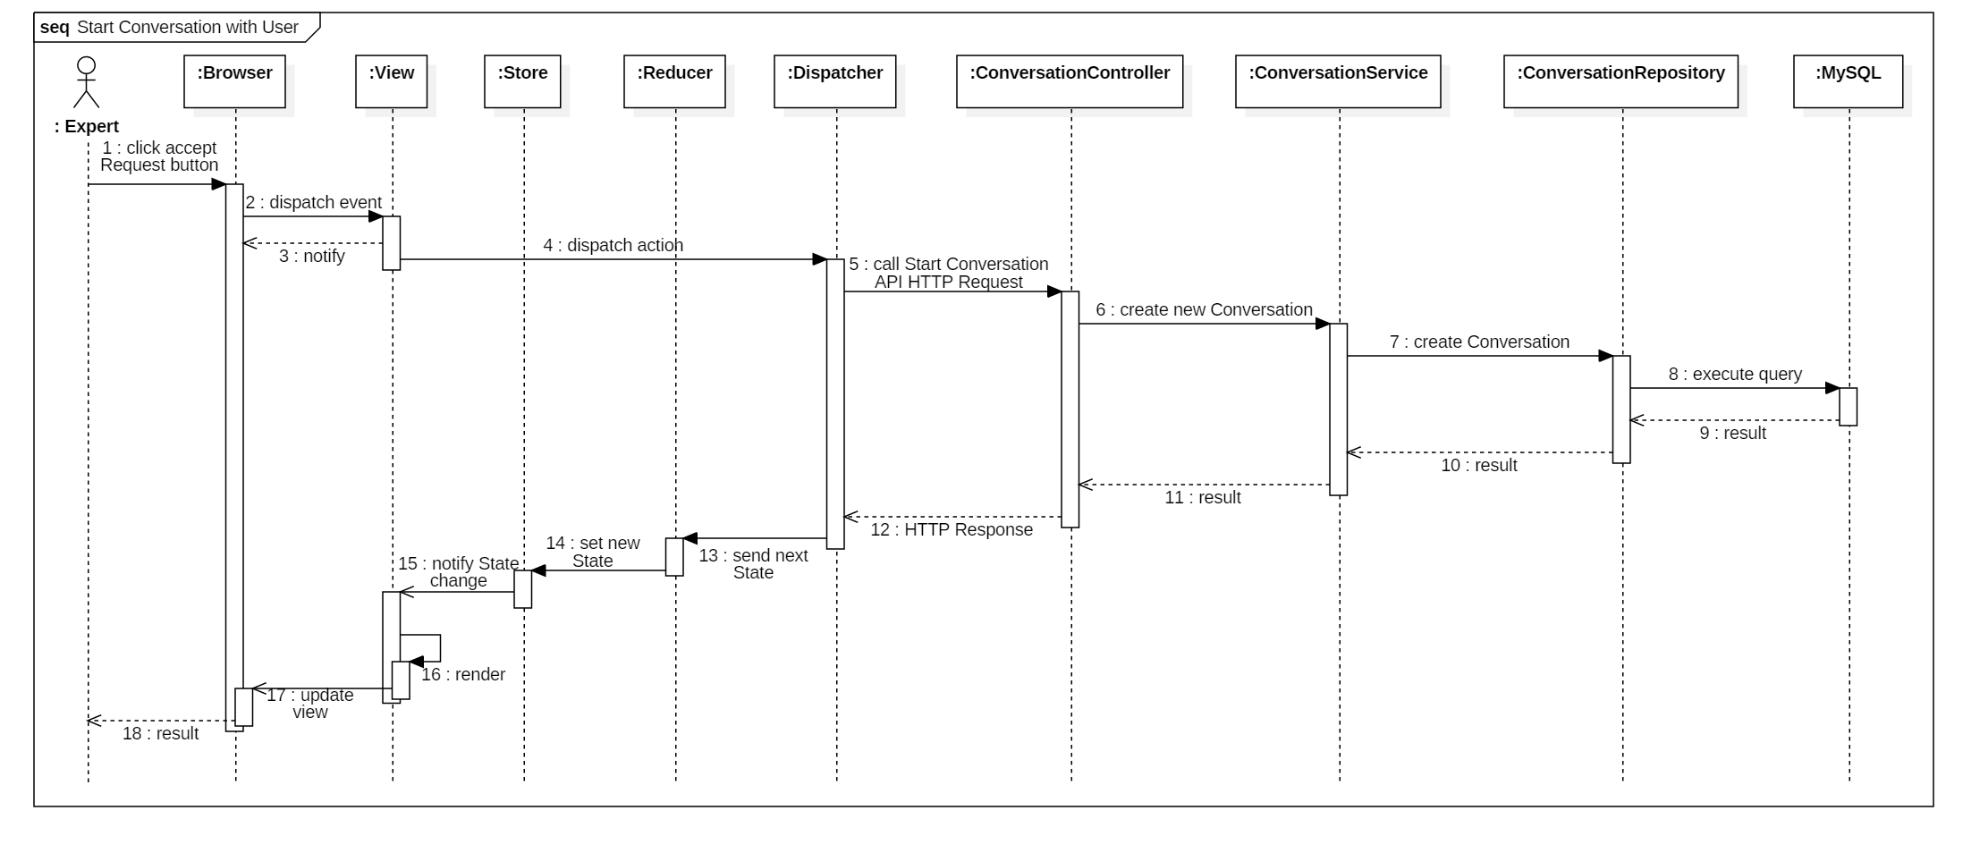 seq Start Conversation with User
:Browser
:View
:Store
:Reducer
:Dispatcher
:ConversationController
:ConversationService
:ConversationRepository
:MySQL
: Expert
1 : click accept
Request button
2 : dispatch event
3 : notify
4 : dispatch action
5 : call Start Conversation
API HTTP Request
6 : create new Conversation
7 : create Conversation
8 : execute query
9 : result
10 : result
11 : result
12 : HTTP Response
13 : send next
State
14 : set new
State
15 : notify State
change
16 : render
17 : update
view
18 : result